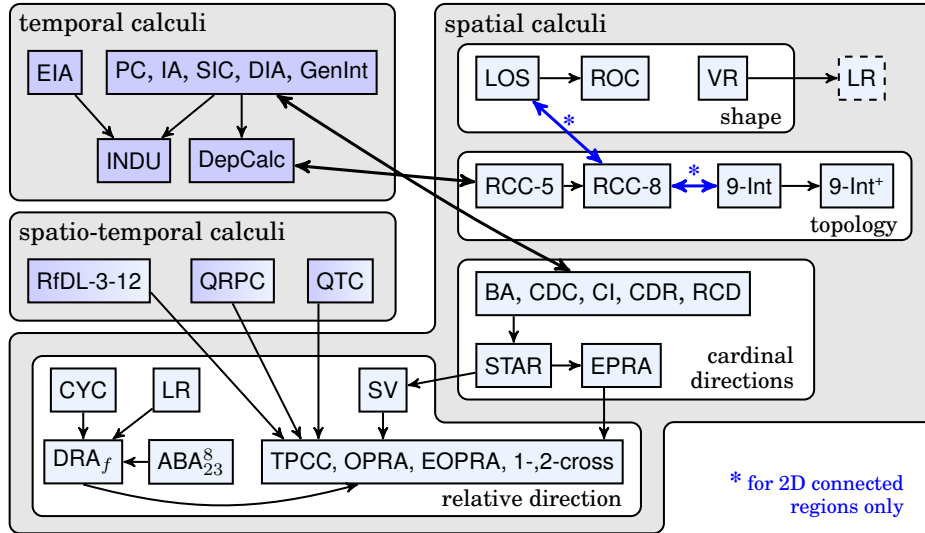 temporal calculi
EIA
PC, IA, SIC, DIA, GenInt
INDU
DepCalc
spatio-temporal calculi
RfDL-3-12
QRPC
QTC
spatial calculi
LOS
ROC
VR
LR
shape
*
RCC-5
RCC-8
*
9-Int
9-Int⁺
topology
BA, CDC, CI, CDR, RCD
STAR
EPRA
cardinal
directions
CYC
LR
SV
DRA_f
ABA⁸₂₃
TPCC, OPRA, EOPRA, 1-,2-cross
relative direction
* for 2D connected
regions only